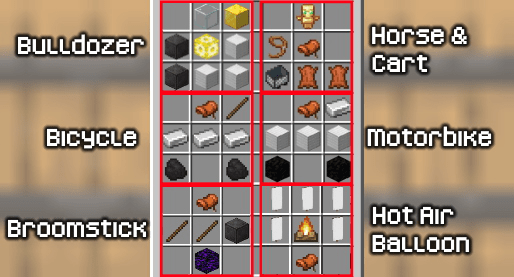 Bulldozer
Horse &
Cart
Bicycle
Motorbike
Broomstick
Hot Air
Balloon